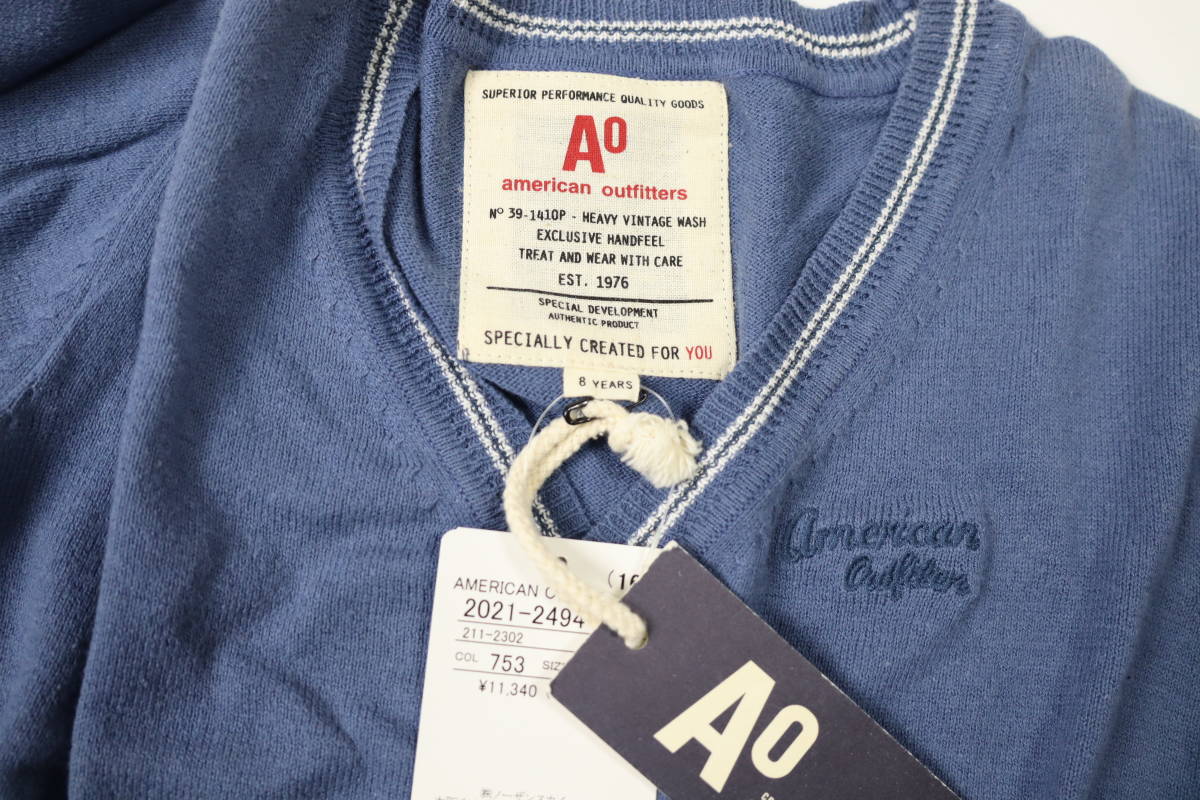 SUPERIOR PERFORMANCE QUALITY GOODS
AO
american outfitters
Nº 39-1410P - HEAVY VINTAGE WASH
EXCLUSIVE HANDFEEL
TREAT AND WEAR WITH CARE
EST. 1976
SPECIAL DEVELOPMENT
AUTHENTIC PRODUCT
SPECIALLY CREATED FOR YOU
8 YEARS
American
Outfitters
(16
AMERICAN
2021-2494
211-2302
COL 753 SIZ
¥11,340
AO